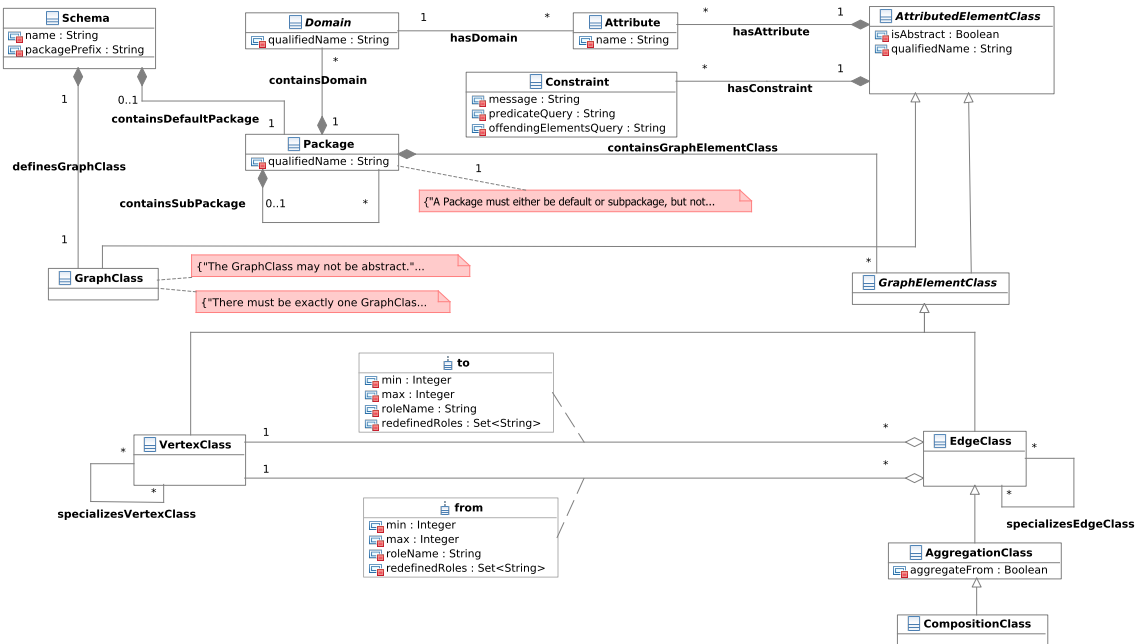 Schema
name : String
packagePrefix : String
Domain
qualifiedName : String
1
*
hasDomain
Attribute
name : String
*
1
hasAttribute
AttributedElementClass
isAbstract : Boolean
qualifiedName : String
*
containsDomain
1
Constraint
message : String
predicateQuery : String
offendingElementsQuery : String
*
1
hasConstraint
1
0..1
containsDefaultPackage
1
Package
qualifiedName : String
containsGraphElementClass
1
definesGraphClass
containsSubPackage
0..1
*
{"A Package must either be default or subpackage, but not...
1
*
GraphClass
{"The GraphClass may not be abstract."...
{"There must be exactly one GraphClas...
GraphElementClass
to
min : Integer
max : Integer
roleName : String
redefinedRoles : Set<String>
VertexClass
1
*
EdgeClass
*
*
1
*
*
*
specializesVertexClass
specializesEdgeClass
from
min : Integer
max : Integer
roleName : String
redefinedRoles : Set<String>
AggregationClass
aggregateFrom : Boolean
CompositionClass